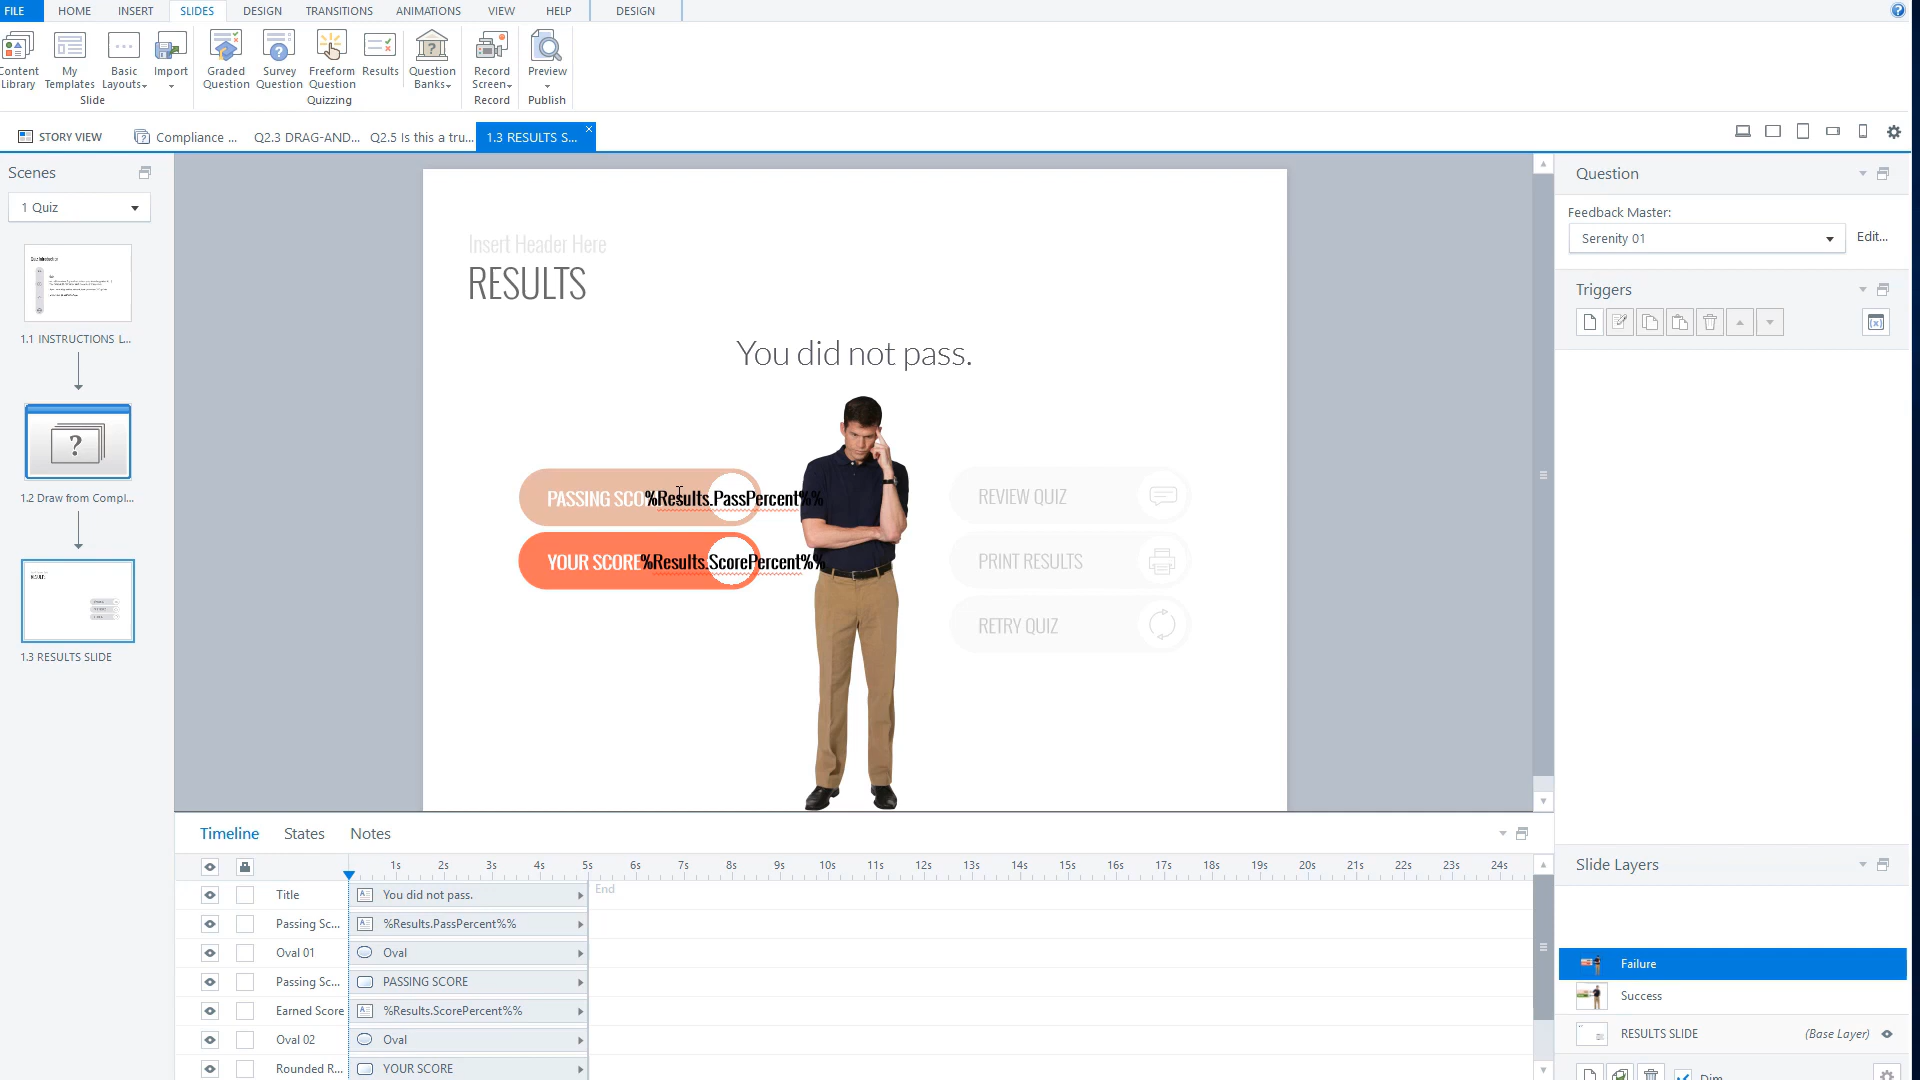 FILE HOME INSERT SLIDES DESIGN TRANSITIONS ANIMATIONS VIEW HELP DESIGN
Content Library
My Templates
Basic Layouts
Import
Graded Question
Survey Question
Freeform Question
Results
Question Banks
Record Screen
Preview
Slide Quizzing Record Publish
STORY VIEW Compliance ... Q2.3 DRAG-AND... Q2.5 Is this a tru... 1.3 RESULTS S...
Scenes
1 Quiz
Quiz Introduction
1.1 INSTRUCTIONS L...
?
1.2 Draw from Compl...
RESULTS
1.3 RESULTS SLIDE
Insert Header Here
RESULTS
You did not pass.
PASSING SCO %Results.PassPercent%%
YOUR SCORE %Results.ScorePercent%%
REVIEW QUIZ
PRINT RESULTS
RETRY QUIZ
Question
Feedback Master:
Serenity 01 Edit...
Triggers
Timeline States Notes
1s 2s 3s 4s 5s 6s 7s 8s 9s 10s 11s 12s 13s 14s 15s 16s 17s 18s 19s 20s 21s 22s 23s 24s
Title You did not pass. End
Passing Sc... %Results.PassPercent%%
Oval 01 Oval
Passing Sc... PASSING SCORE
Earned Score %Results.ScorePercent%%
Oval 02 Oval
Rounded R... YOUR SCORE
Slide Layers
Failure
Success
RESULTS SLIDE (Base Layer)
Dim